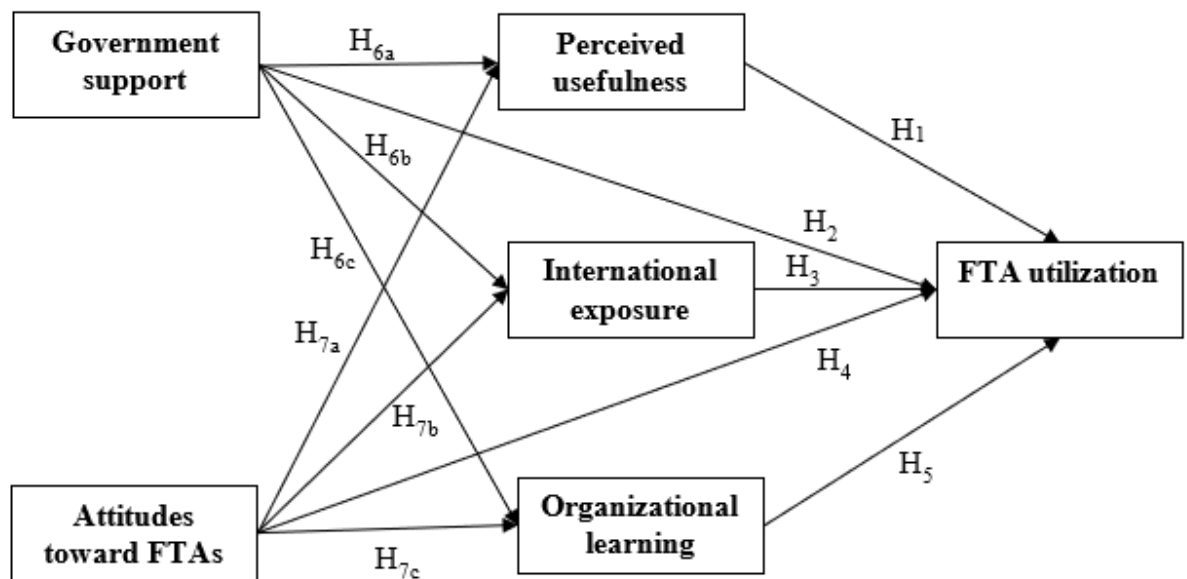 Government
support
H6a
Perceived
usefulness
H1
H6b
H2
H6c
International
exposure
H3
FTA utilization
H7a
H4
H7b
H5
Attitudes
toward FTAs
Organizational
learning
H7c